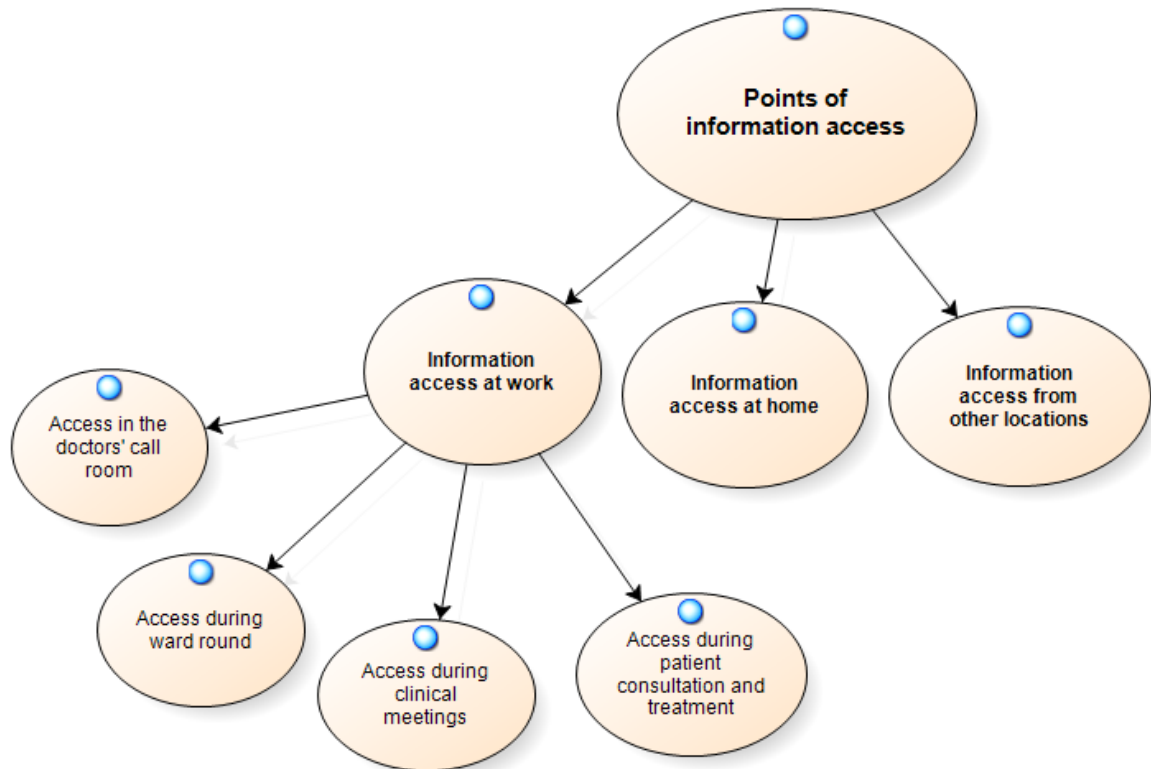 Points of
information access
Information
access at work
Information
access at home
Information
access from
other locations
Access in the
doctors' call
room
Access during
ward round
Access during
clinical
meetings
Access during
patient
consultation and
treatment